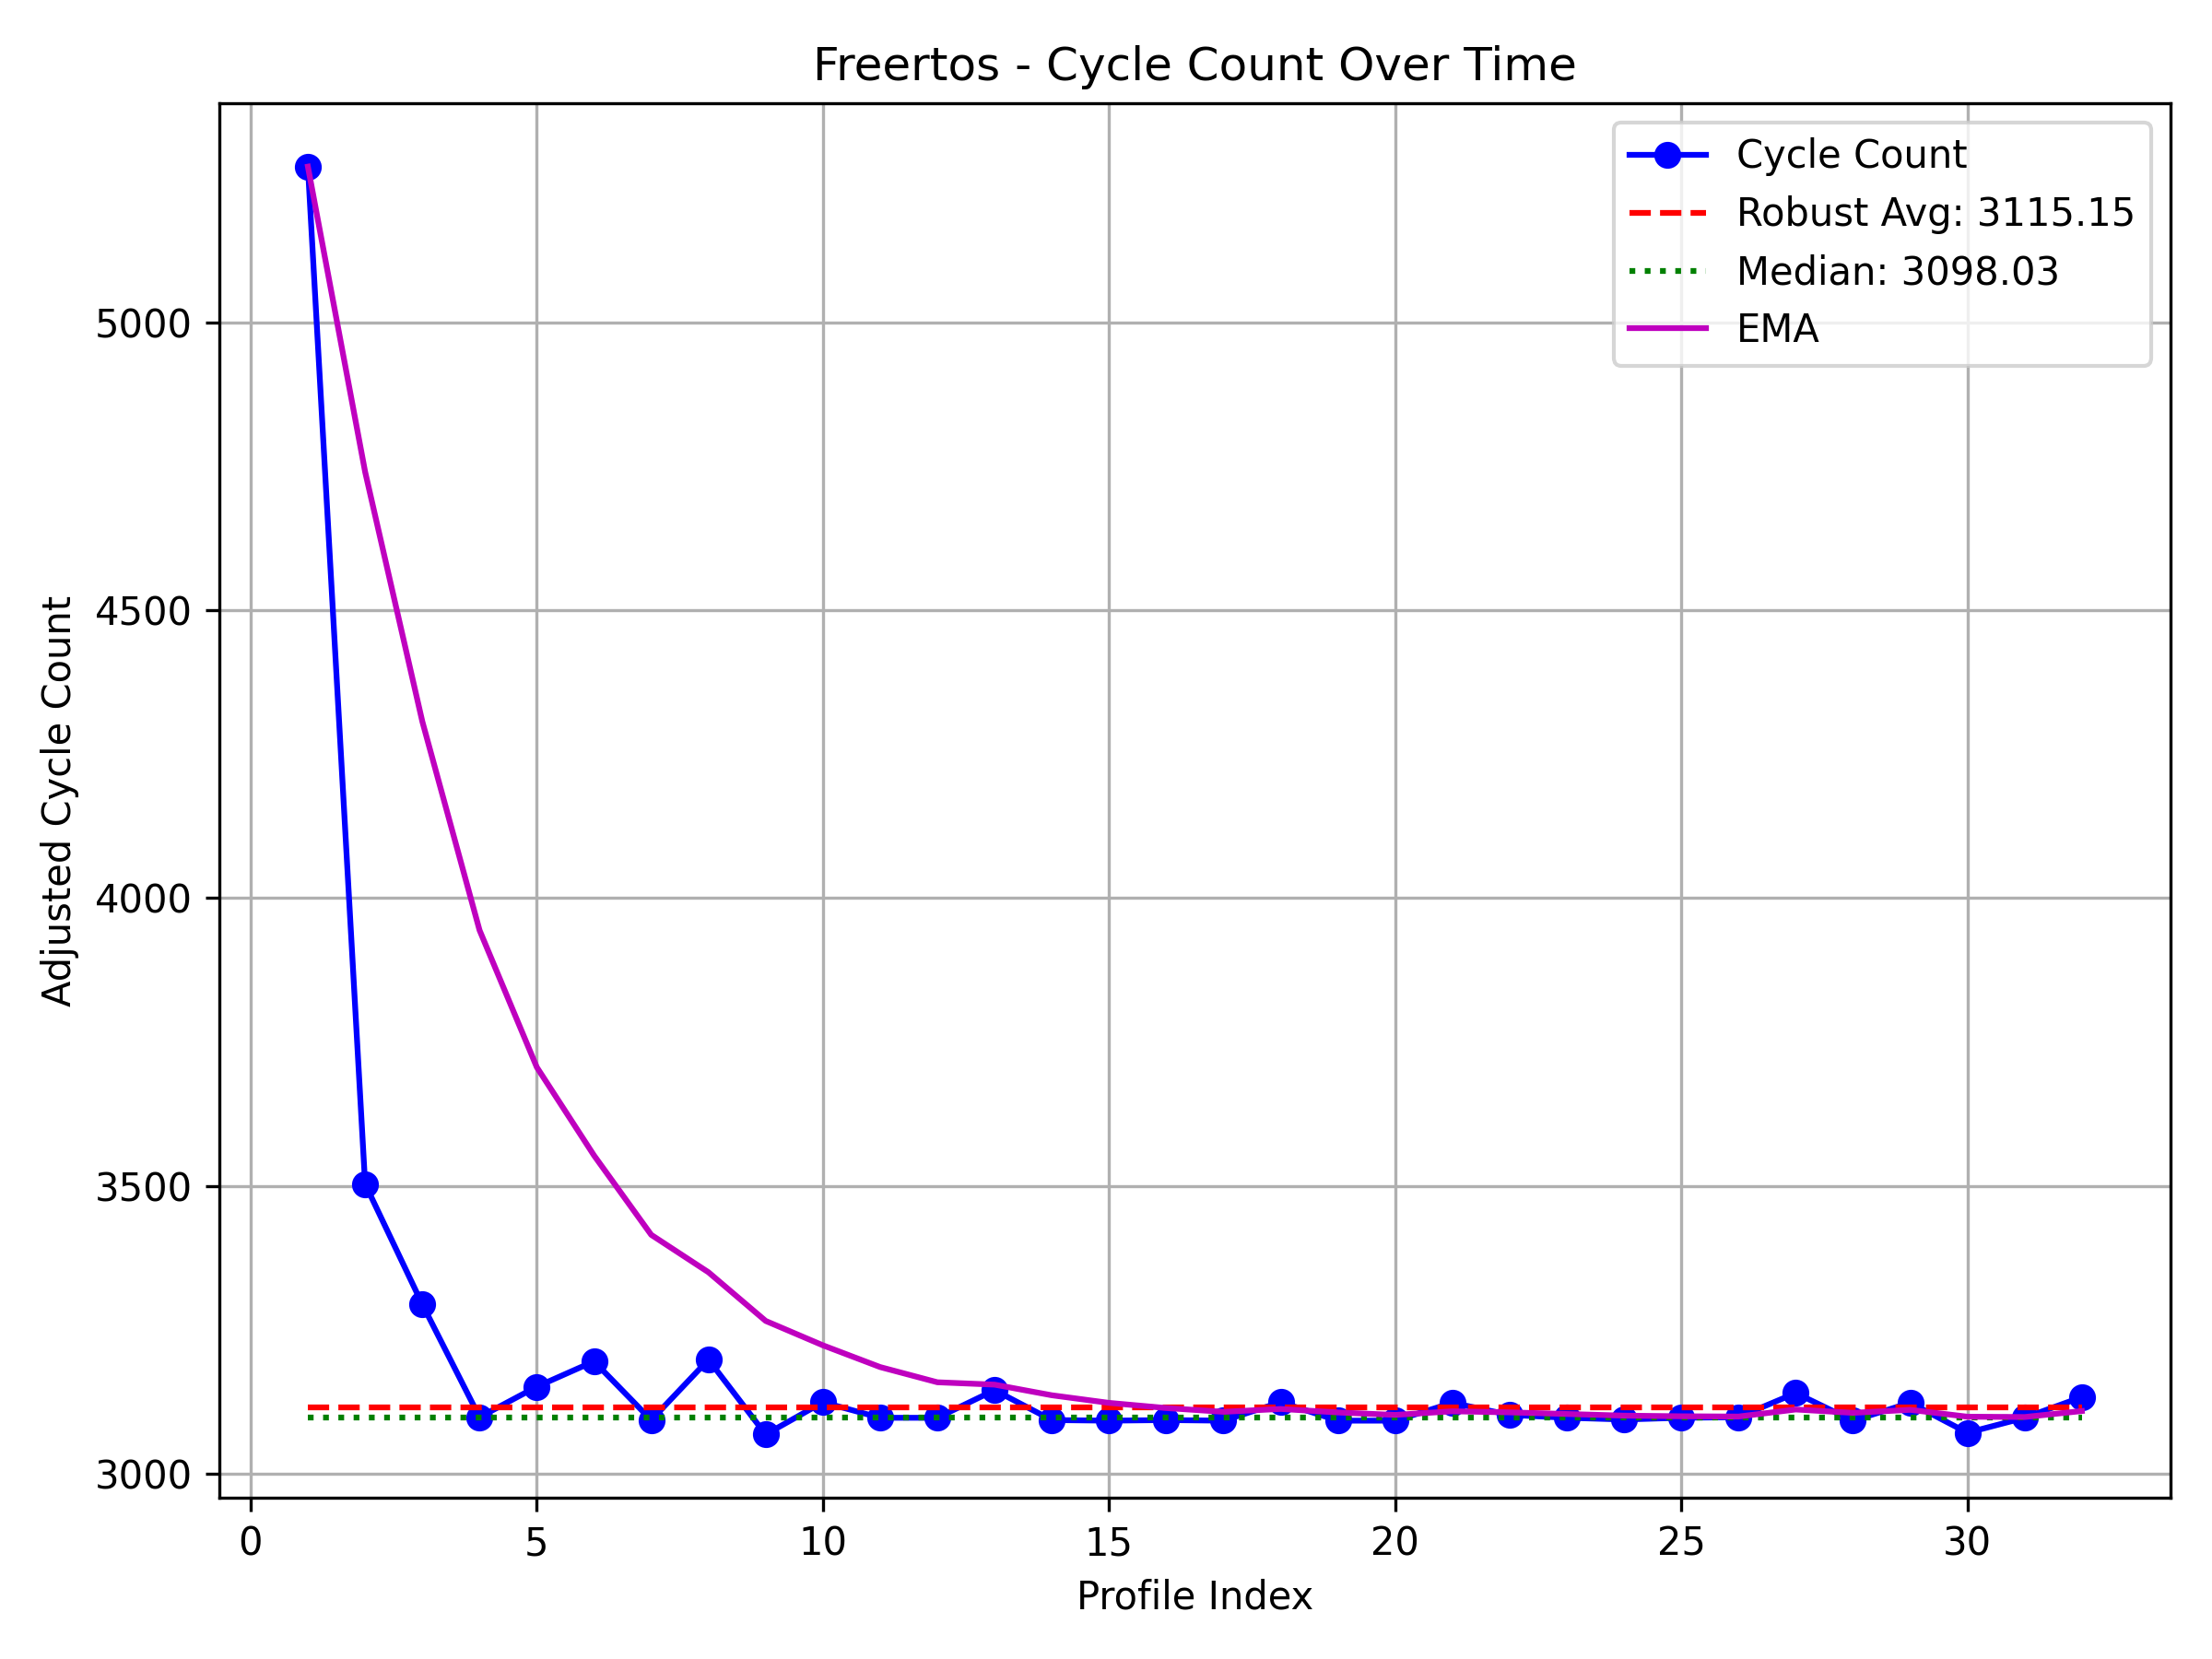 Freertos - Cycle Count Over Time
Cycle Count
Robust Avg: 3115.15
Median: 3098.03
EMA
Adjusted Cycle Count
5000
4500
4000
3500
3000
0 5 10 15 20 25 30
Profile Index